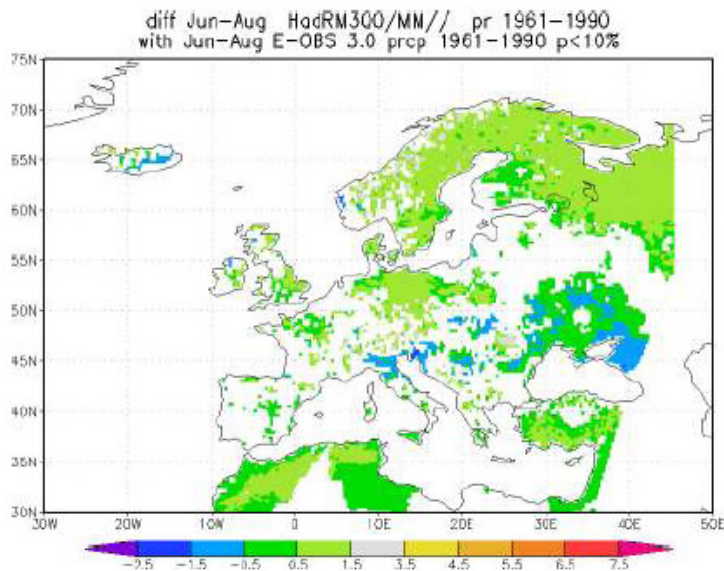 diff Jun-Aug HadRM300/MN// pr 1961-1990
with Jun-Aug E-OBS 3.0 prcp 1961-1990 p<10%
75N
70N
65N
60N
55N
50N
45N
40N
35N
30N
30W 20W 10W 0 10E 20E 30E 40E 50E
-2.5 -1.5 -0.5 0.5 1.5 3.5 4.5 5.5 6.5 7.5